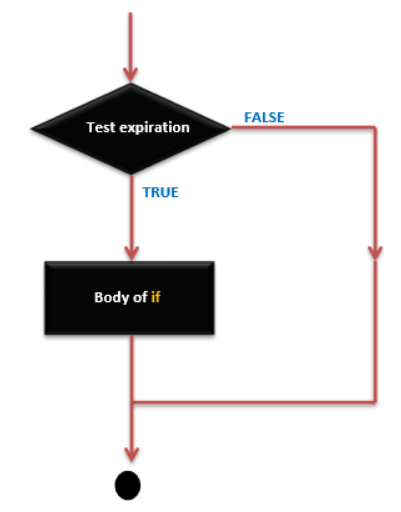 Test expiration
FALSE
TRUE
Body of if